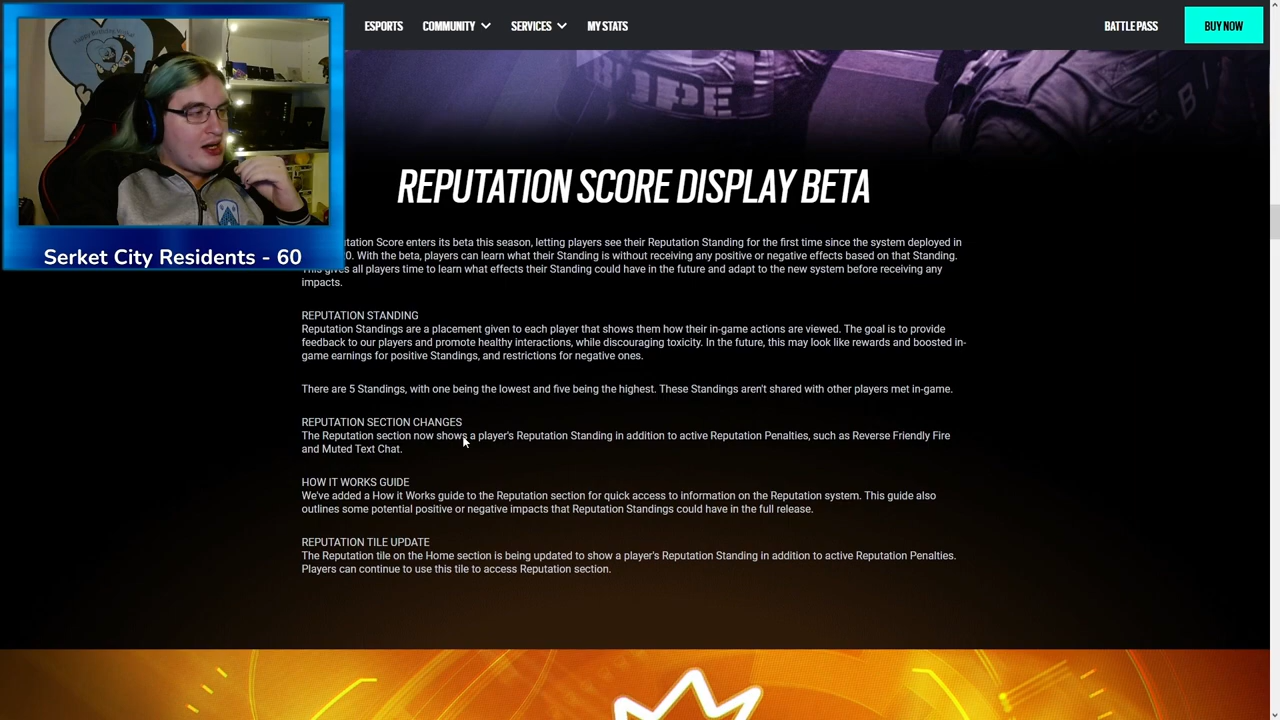 ESPORTS COMMUNITY SERVICES MY STATS BATTLE PASS BUY NOW
Serket City Residents - 60
REPUTATION SCORE DISPLAY BETA
Score enters its beta this season, letting players see their Reputation Standing for the first time since the system deployed in
With the beta, players can learn what their Standing is without receiving any positive or negative effects based on that Standing.
This gives all players time to learn what effects their Standing could have in the future and adapt to the new system before receiving any
impacts.
REPUTATION STANDING
Reputation Standings are a placement given to each player that shows them how their in-game actions are viewed. The goal is to provide
feedback to our players and promote healthy interactions, while discouraging toxicity. In the future, this may look like rewards and boosted in-
game earnings for positive Standings, and restrictions for negative ones.
There are 5 Standings, with one being the lowest and five being the highest. These Standings aren't shared with other players met in-game.
REPUTATION SECTION CHANGES
The Reputation section now shows a player's Reputation Standing in addition to active Reputation Penalties, such as Reverse Friendly Fire
and Muted Text Chat.
HOW IT WORKS GUIDE
We've added a How it Works guide to the Reputation section for quick access to information on the Reputation system. This guide also
outlines some potential positive or negative impacts that Reputation Standings could have in the full release.
REPUTATION TILE UPDATE
The Reputation tile on the Home section is being updated to show a player's Reputation Standing in addition to active Reputation Penalties.
Players can continue to use this tile to access Reputation section.